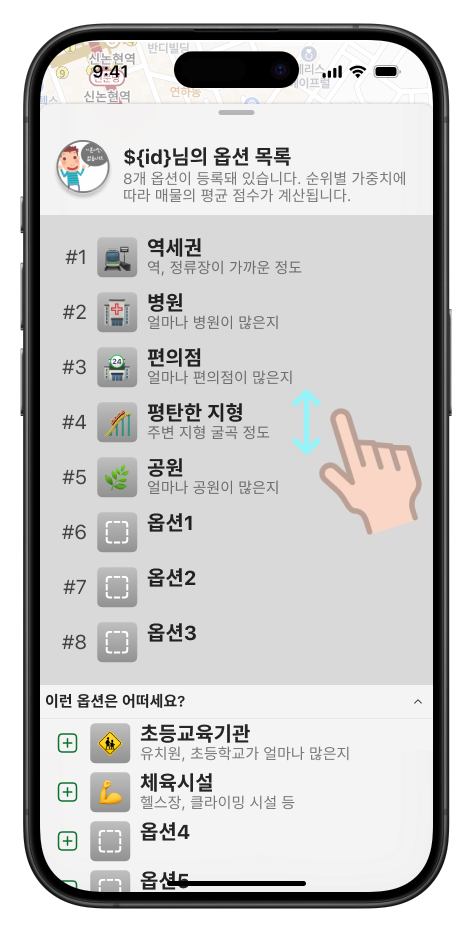 반디빌딩
신논현역
9:41
신논현역
연하동
${id}님의 옵션 목록
8개 옵션이 등록돼 있습니다. 순위별 가중치에
따라 매물의 평균 점수가 계산됩니다.
#1 역세권
역, 정류장이 가까운 정도
#2 병원
얼마나 병원이 많은지
24
#3 편의점
얼마나 편의점이 많은지
#4 평탄한 지형
주변 지형 굴곡 정도
#5 공원
얼마나 공원이 많은지
#6 옵션1
#7 옵션2
#8 옵션3
이런 옵션은 어떠세요?
초등교육기관
유치원, 초등학교가 얼마나 많은지
체육시설
헬스장, 클라이밍 시설 등
옵션4
옵션5